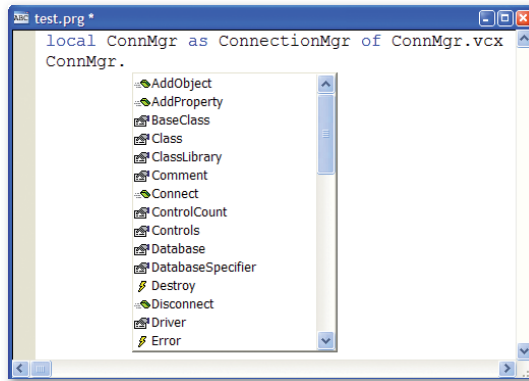 test.prg *
local ConnMgr as ConnectionMgr of ConnMgr.vcx
ConnMgr.
AddObject
AddProperty
BaseClass
Class
ClassLibrary
Comment
Connect
ControlCount
Controls
Database
DatabaseSpecifier
Destroy
Disconnect
Driver
Error